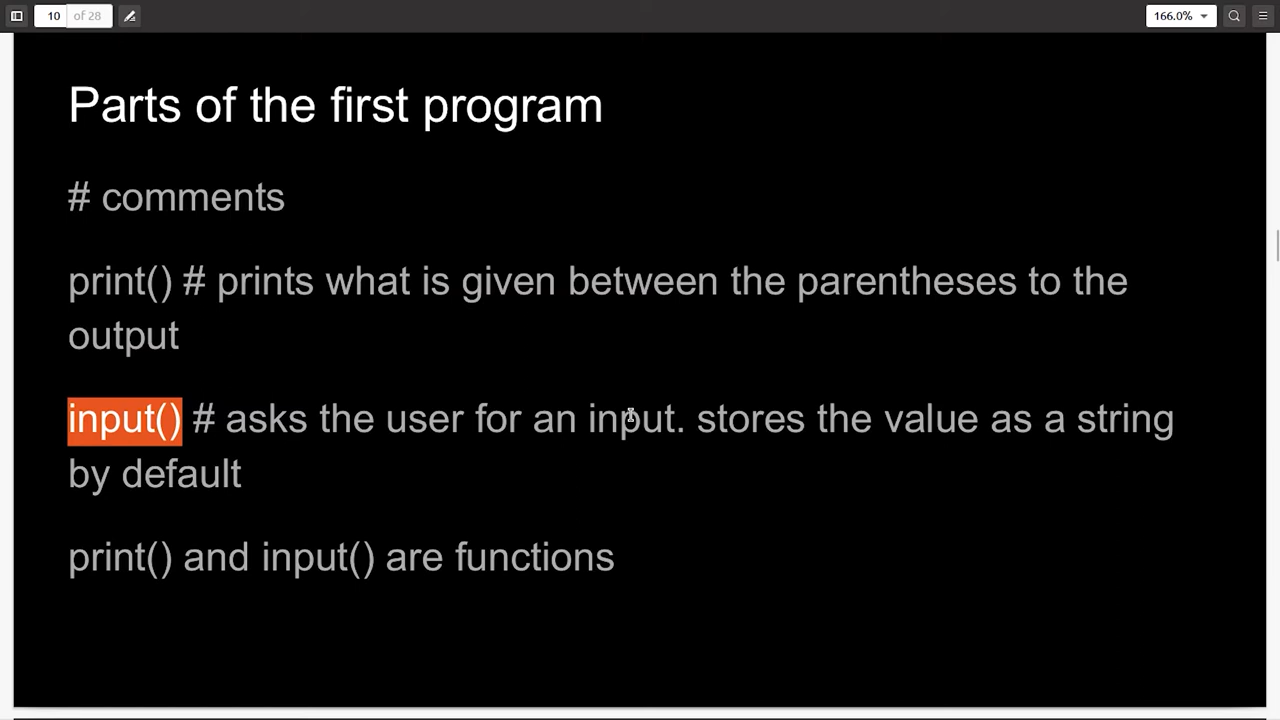 10 of 28
166.0%
Parts of the first program
# comments
print() # prints what is given between the parentheses to the
output
input() # asks the user for an input. stores the value as a string
by default
print() and input() are functions